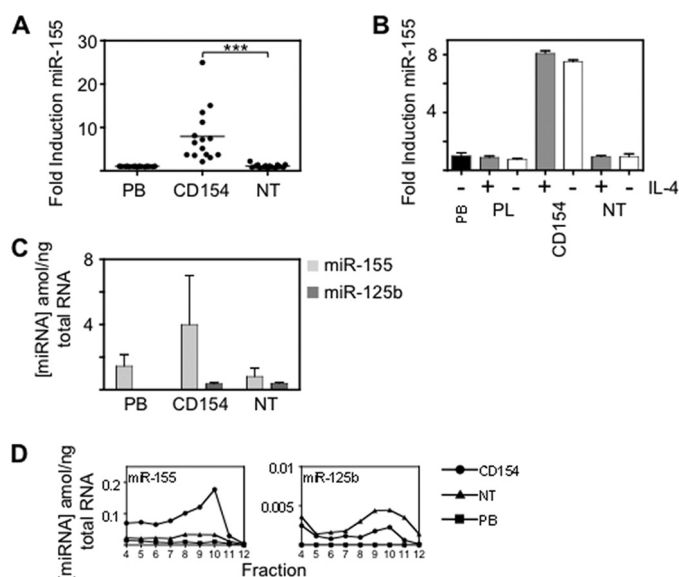 A
Fold Induction miR-155
30
20
10
***
PB CD154 NT
B
Fold Induction miR-155
8
4
- + - + - + - IL-4
PB PL CD154 NT
C
[miRNA] amol/ng
total RNA
8
4
miR-155
miR-125b
PB CD154 NT
D
[miRNA] amol/ng
total RNA
miR-155
0.2
0.1
4 5 6 7 8 9 10 11 12
miR-125b
0.01
0.005
4 5 6 7 8 9 10 11 12
Fraction
CD154
NT
PB